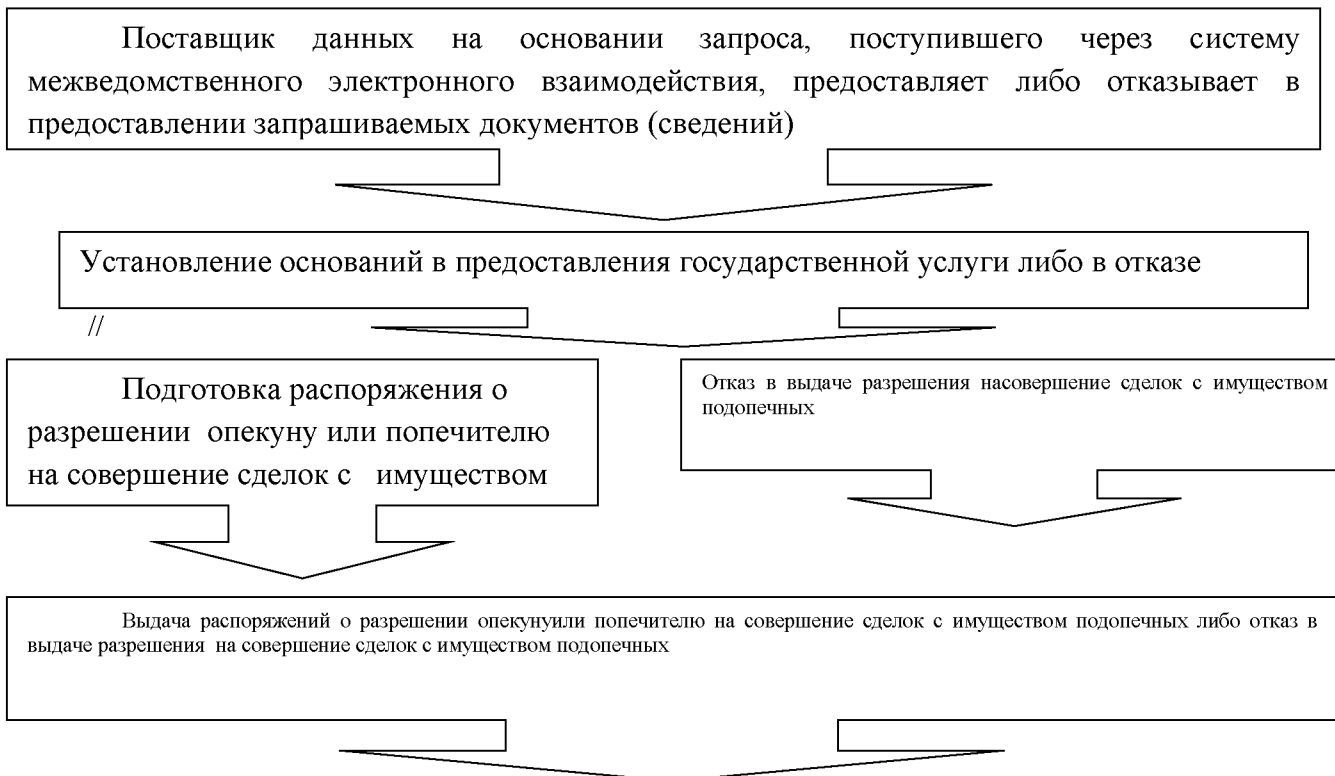 Поставщик данных на основании запроса, поступившего через систему
межведомственного электронного взаимодействия, предоставляет либо отказывает в
предоставлении запрашиваемых документов (сведений)
Установление оснований в предоставления государственной услуги либо в отказе
//
Подготовка распоряжения о
разрешении опекуну или попечителю
на совершение сделок с имуществом
Отказ в выдаче разрешения насовершение сделок с имуществом
подопечных
Выдача распоряжений о разрешении опекунуили попечителю на совершение сделок с имуществом подопечных либо отказ в
выдаче разрешения на совершение сделок с имуществом подопечных